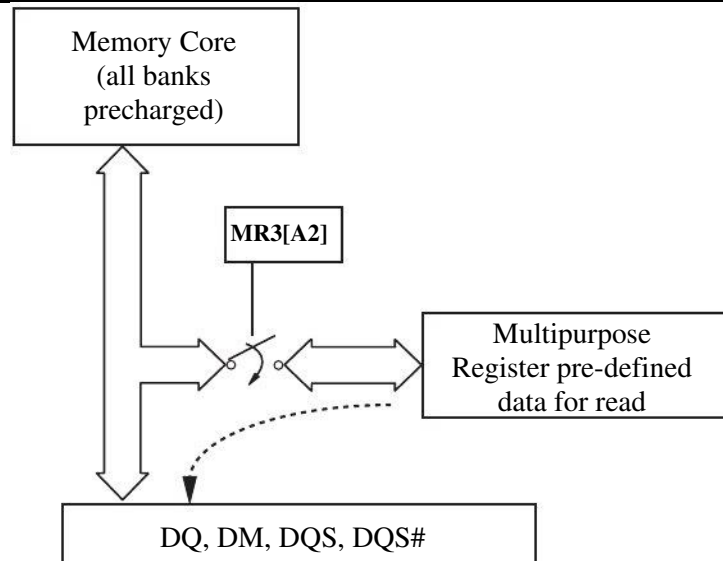 Memory Core
(all banks
precharged)
MR3[A2]
Multipurpose
Register pre-defined
data for read
DQ, DM, DQS, DQS#